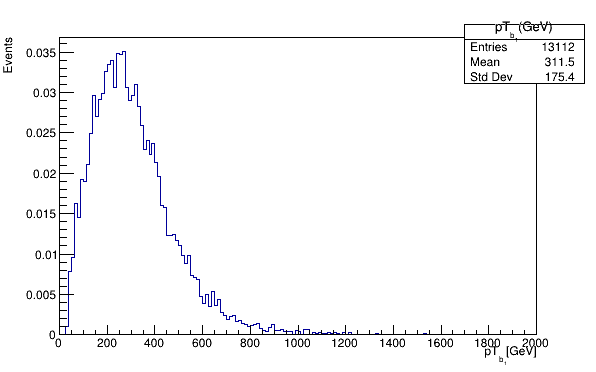 pT_b_1(GeV)
Entries 13112
Mean 311.5
Std Dev 175.4
Events
0.035
0.03
0.025
0.02
0.015
0.01
0.005
0
0 200 400 600 800 1000 1200 1400 1600 1800 2000
pT_b_1[GeV]